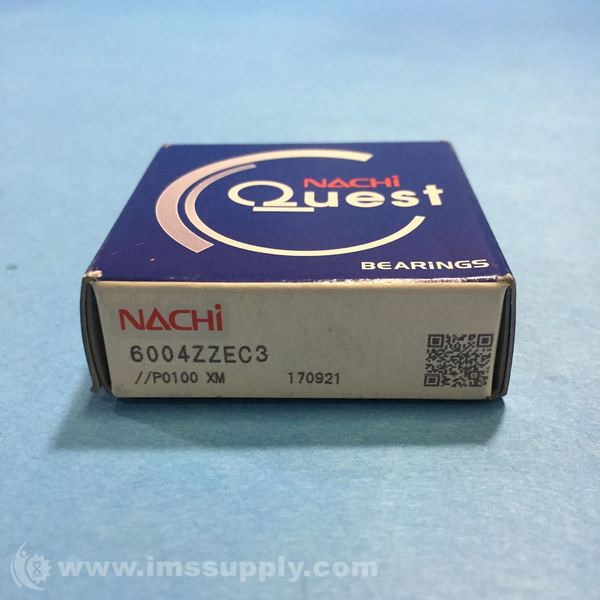 NACHi
Quest
BEARINGS
NACHi
6004ZZEC3
//P0100 XM 170921
www.imssupply.com